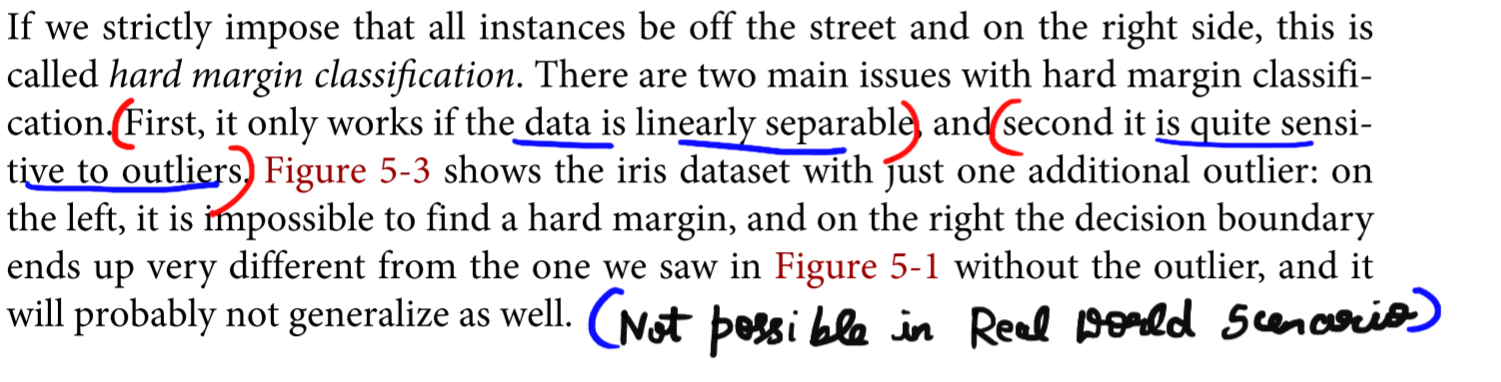 If we strictly impose that all instances be off the street and on the right side, this is
called hard margin classification. There are two main issues with hard margin classifi-
cation. (First, it only works if the data is linearly separable), and (second it is quite sensi-
tive to outliers.) Figure 5-3 shows the iris dataset with just one additional outlier: on
the left, it is impossible to find a hard margin, and on the right the decision boundary
ends up very different from the one we saw in Figure 5-1 without the outlier, and it
will probably not generalize as well. (Not possible in Real World Scenario)